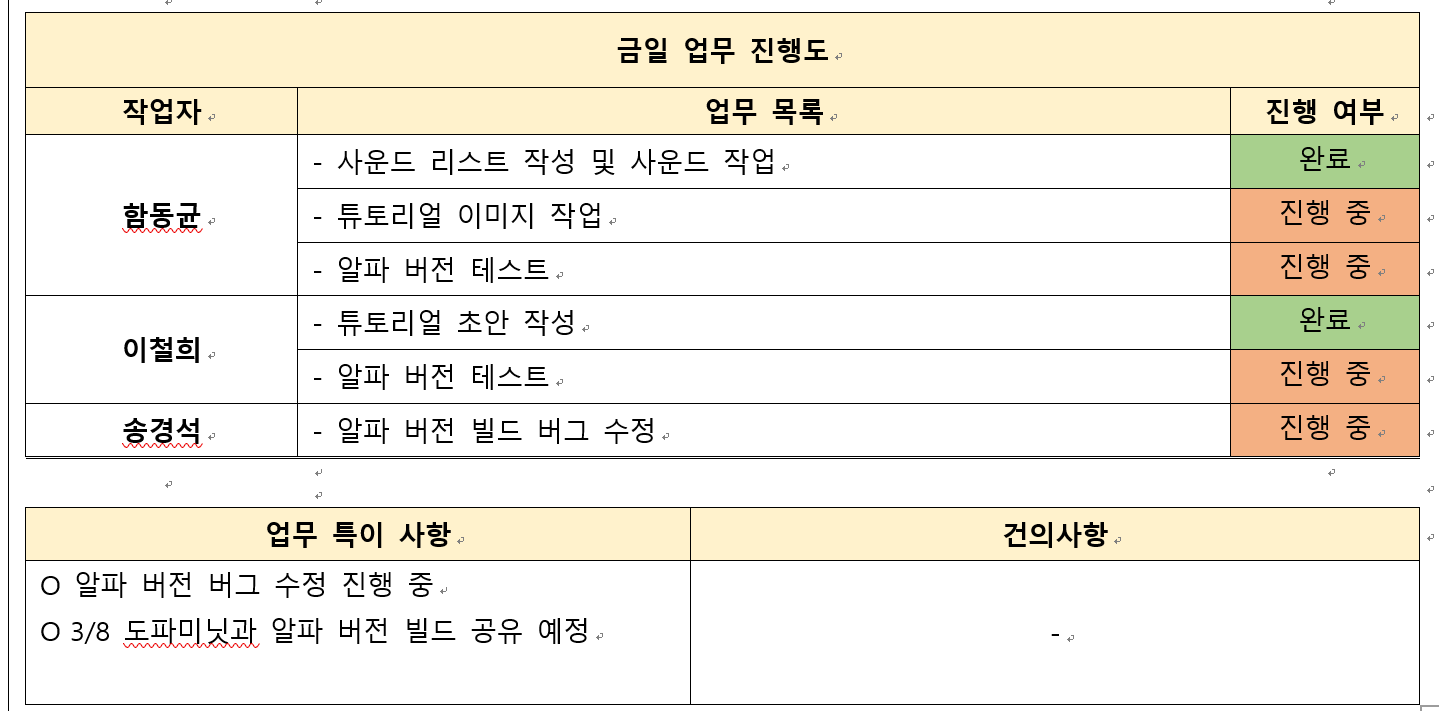 금일 업무 진행도
작업자 업무 목록 진행 여부
함동균
- 사운드 리스트 작성 및 사운드 작업 완료
- 튜토리얼 이미지 작업 진행 중
- 알파 버전 테스트 진행 중
이철희
- 튜토리얼 초안 작성 완료
- 알파 버전 테스트 진행 중
송경석 - 알파 버전 빌드 버그 수정 진행 중
업무 특이 사항 건의사항
O 알파 버전 버그 수정 진행 중
O 3/8 도파미닛과 알파 버전 빌드 공유 예정
-